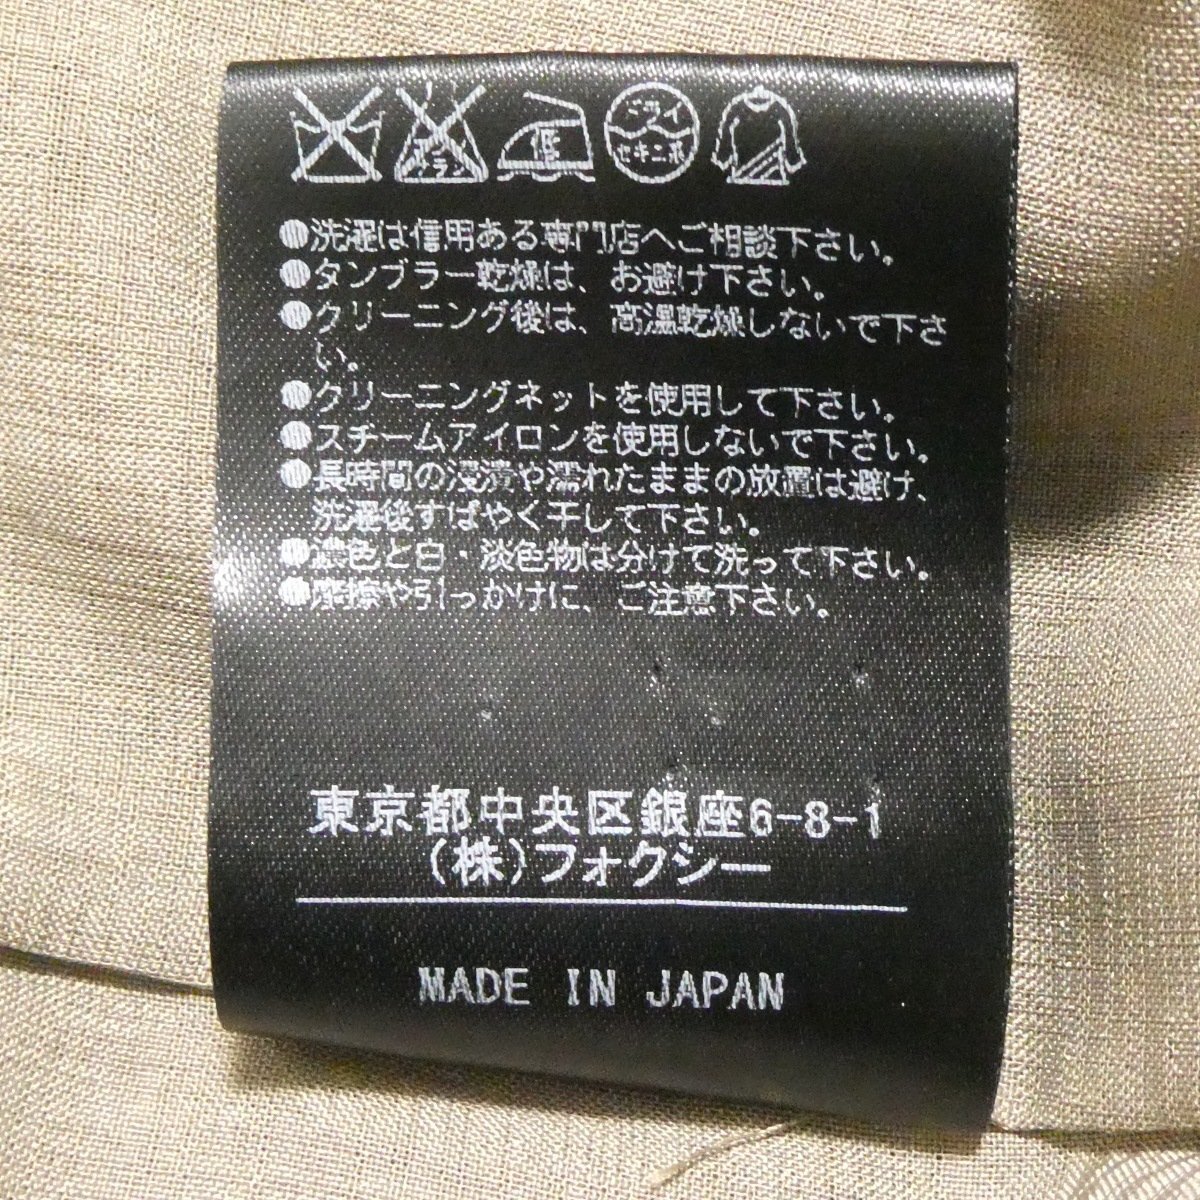 エンソ
サラシ
低
ドライ
セキユ系
●洗濯は信用ある専門店へご相談下さい。
●タンブラー乾燥は、お避け下さい。
●クリーニング後は、高温乾燥しないで下さ
い。
●クリーニングネットを使用して下さい。
●スチームアイロンを使用しないで下さい。
●長時間の浸漬や濡れたままの放置は避け、
洗濯後すばやく干して下さい。
●濃色と白・淡色物は分けて洗って下さい。
●摩擦や引っかけに、ご注意下さい。
東京都中央区銀座6-8-1
(株)フォクシー
MADE IN JAPAN